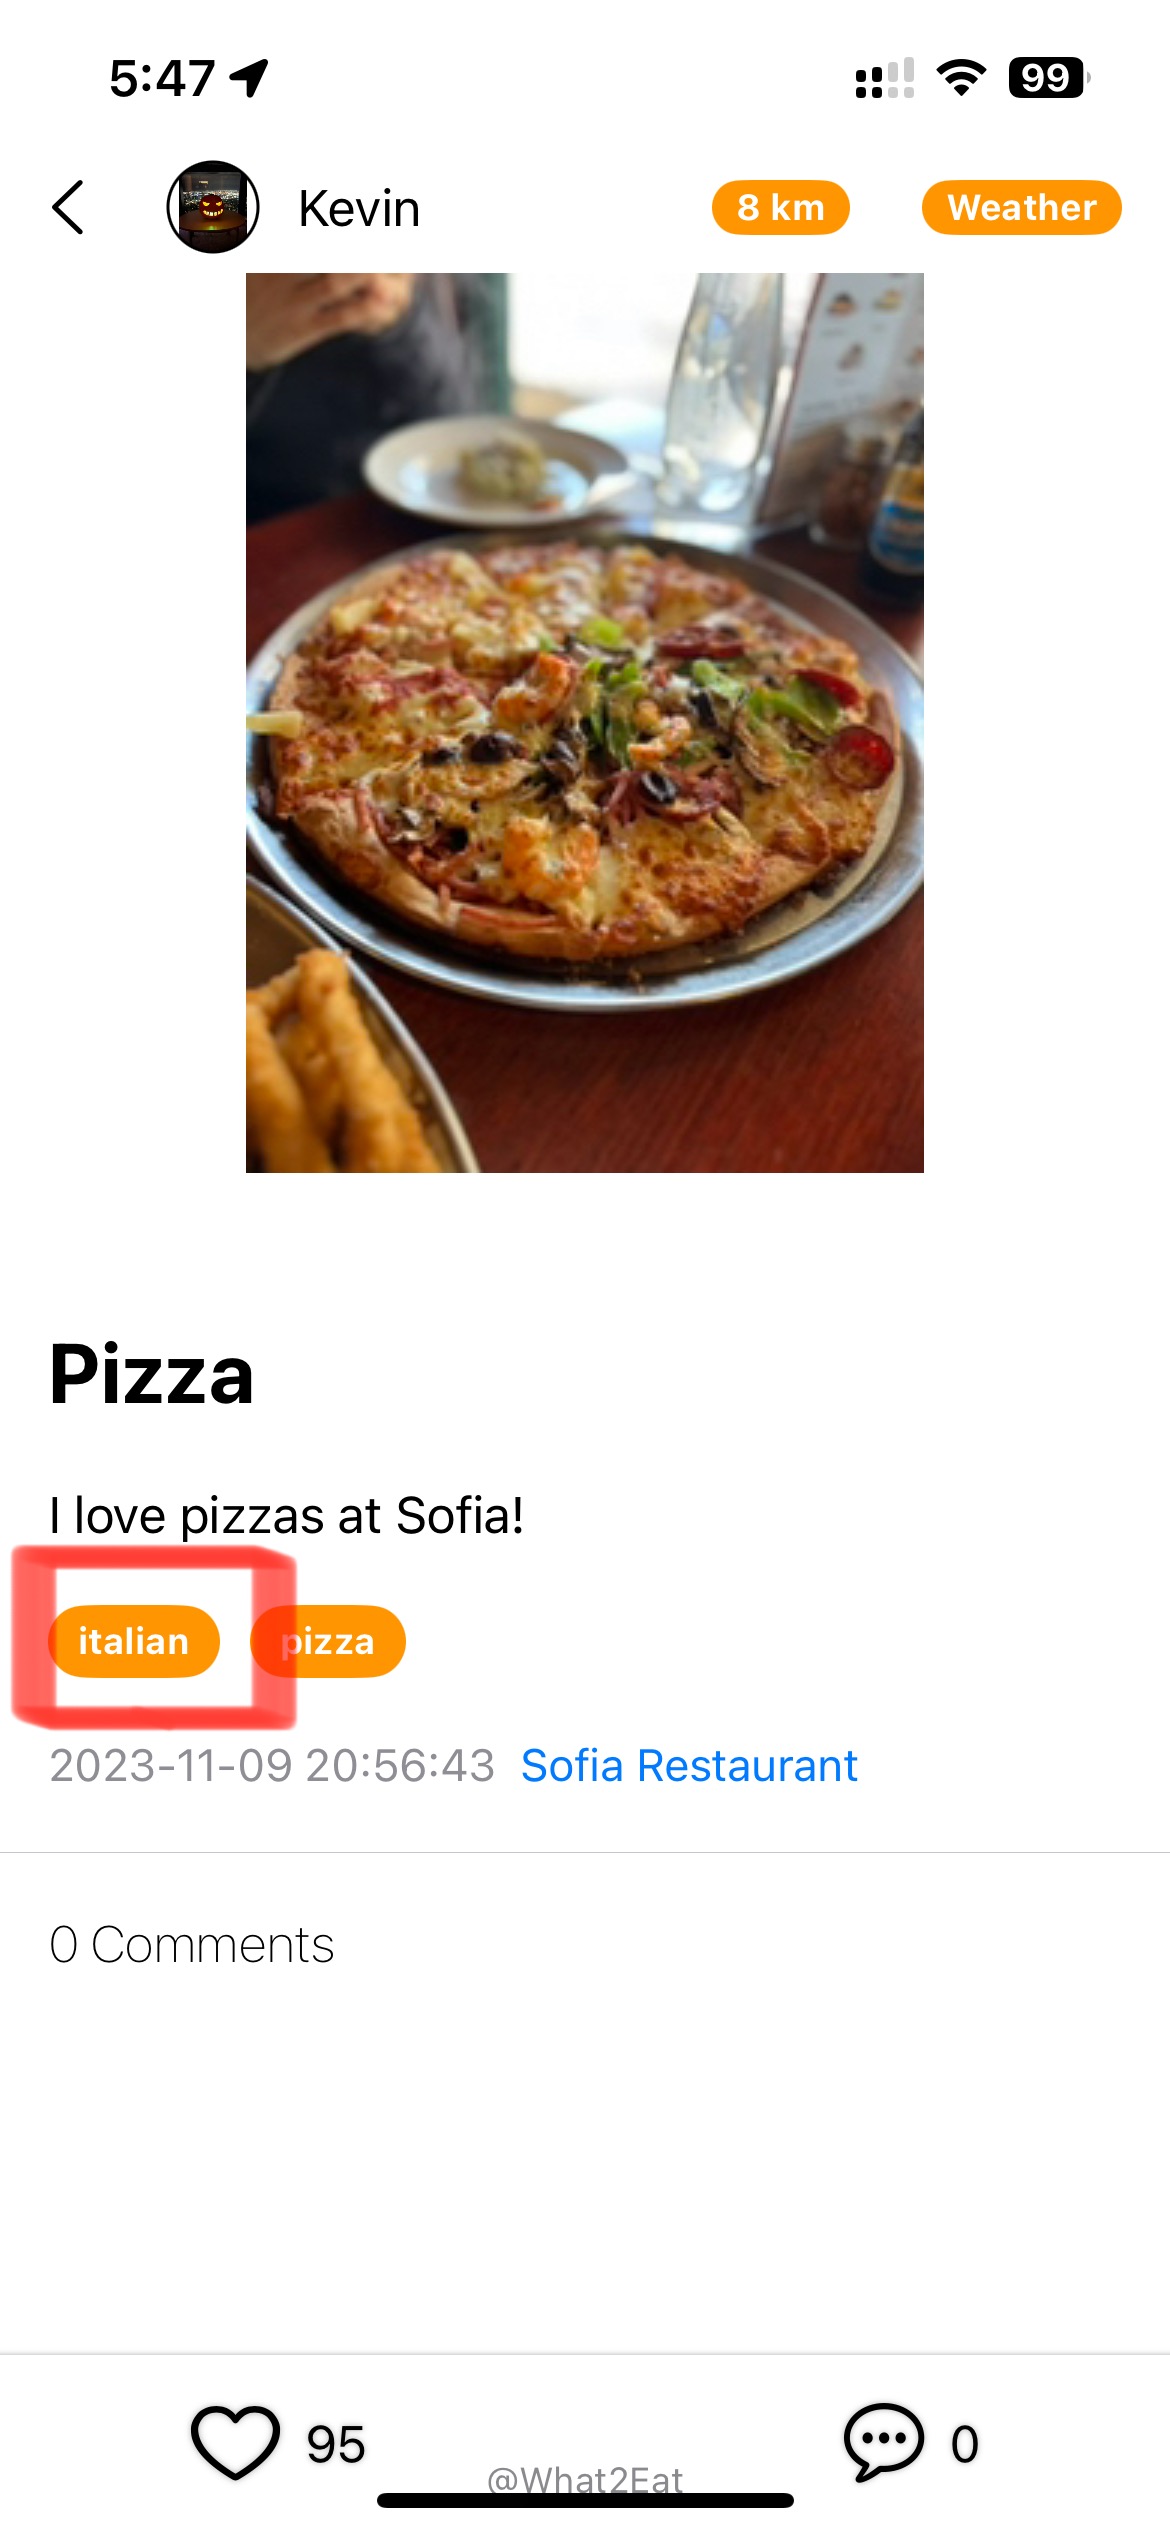 5:47
99
Kevin
8 km
Weather
Pizza
I love pizzas at Sofia!
italian
pizza
2023-11-09 20:56:43 Sofia Restaurant
0 Comments
95
0
@What2Eat